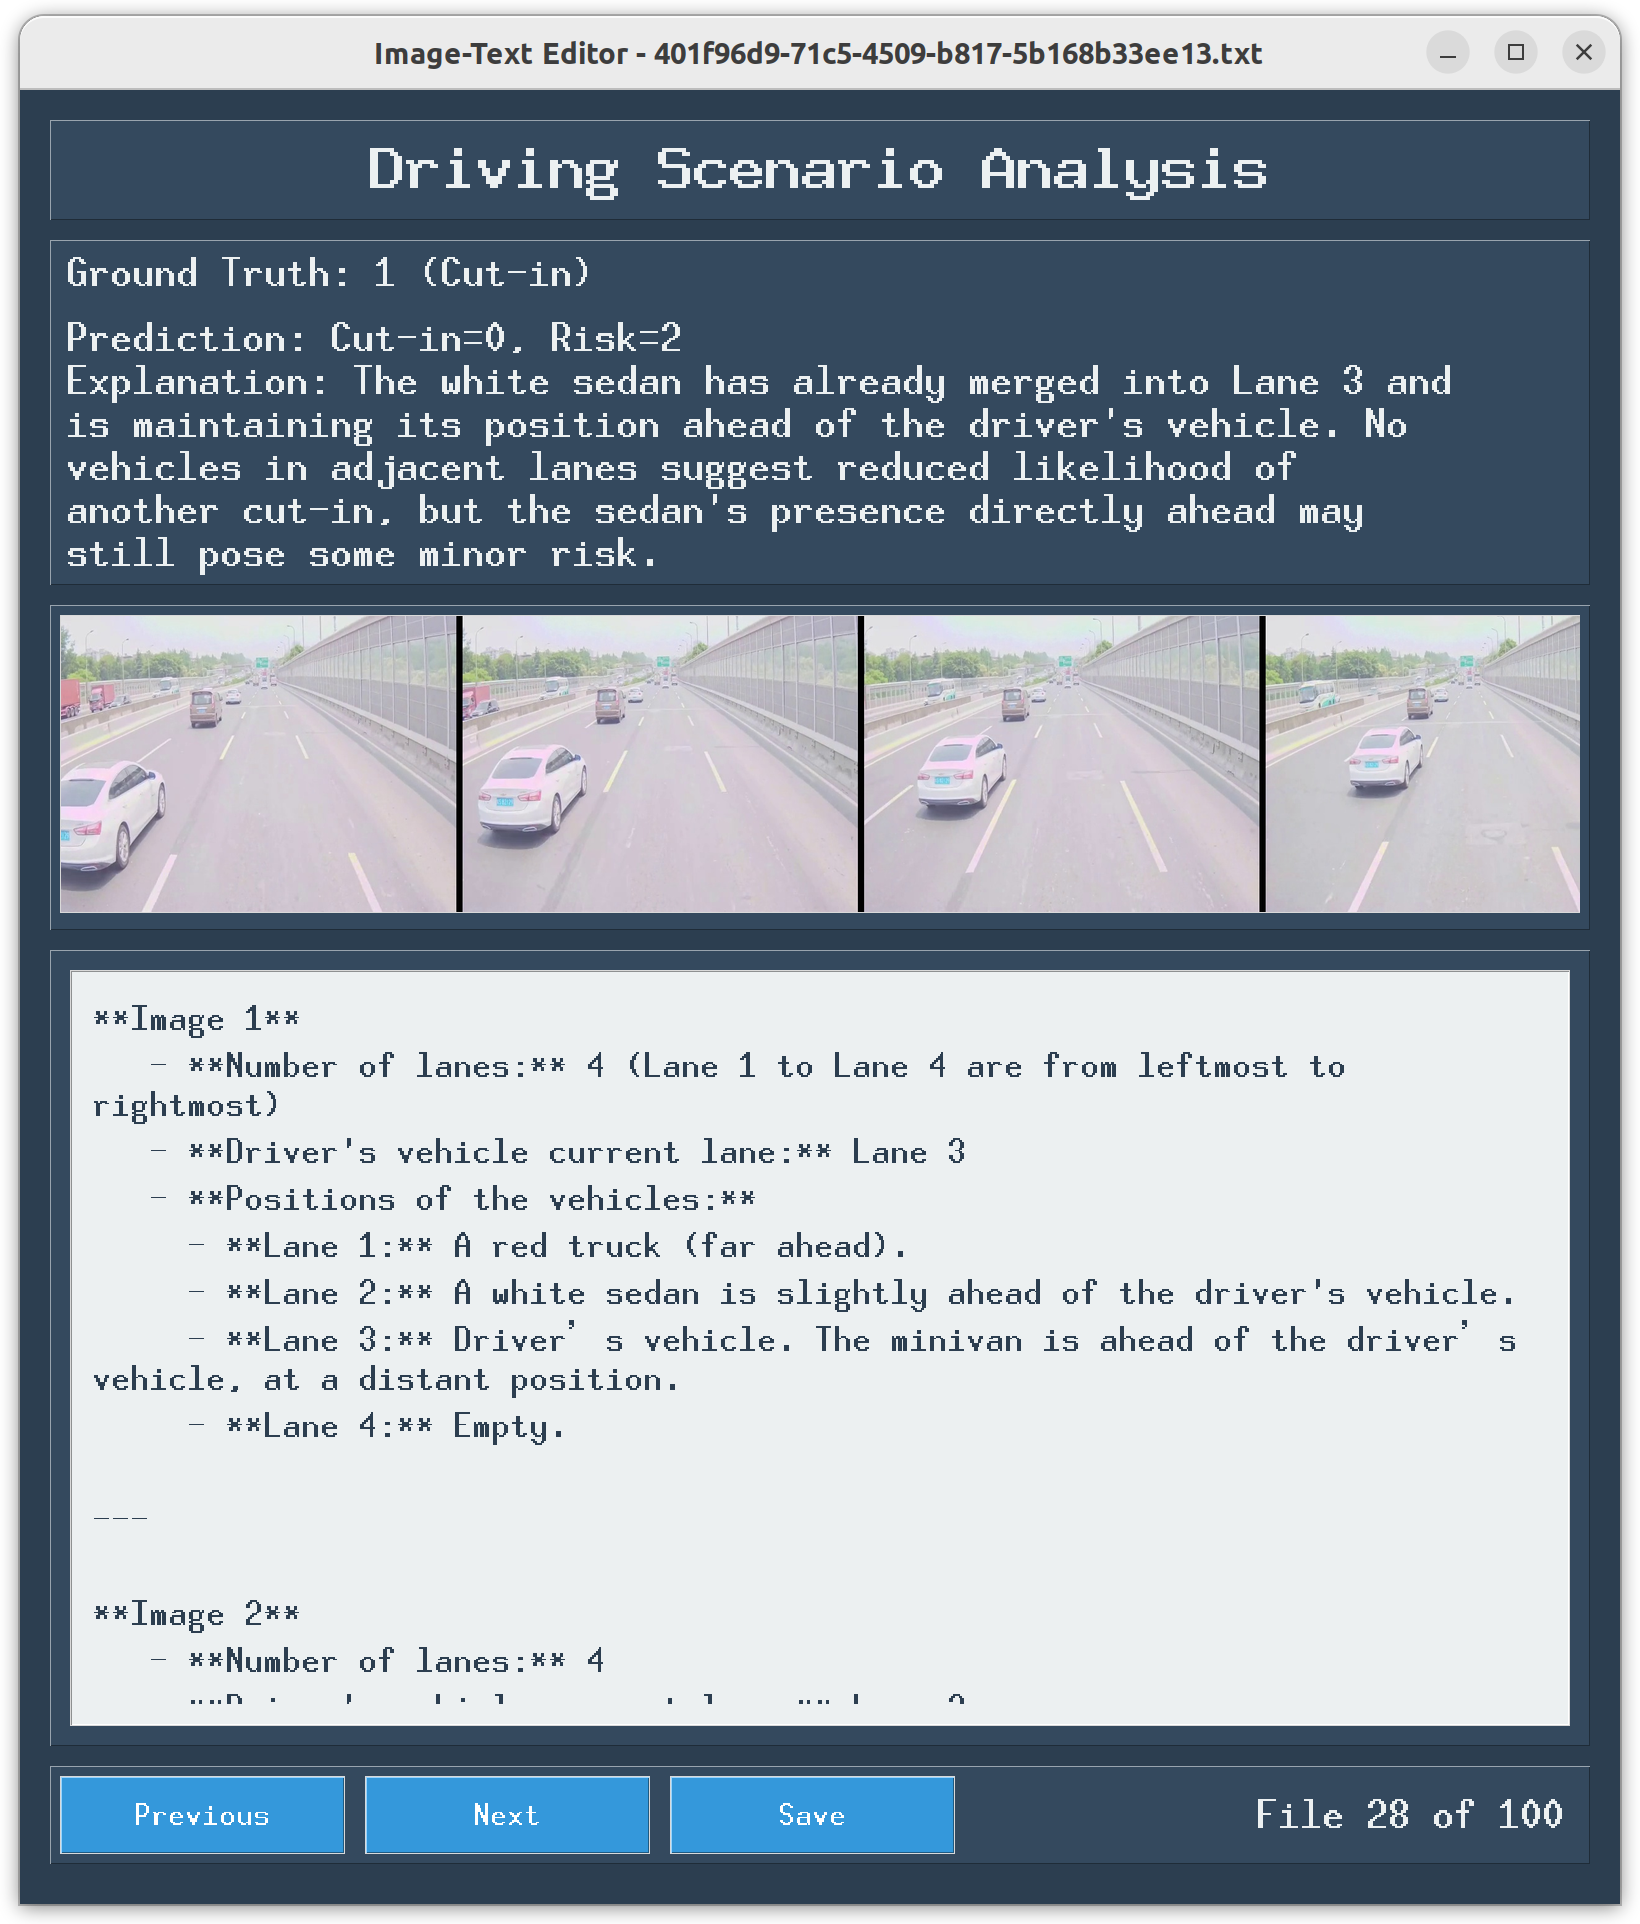 Image-Text Editor - 401f96d9-71c5-4509-b817-5b168b33ee13.txt
Driving Scenario Analysis
Ground Truth: 1 (Cut-in)
Prediction: Cut-in=0, Risk=2
Explanation: The white sedan has already merged into Lane 3 and
is maintaining its position ahead of the driver's vehicle. No
vehicles in adjacent lanes suggest reduced likelihood of
another cut-in, but the sedan's presence directly ahead may
still pose some minor risk.
**Image 1**
- **Number of lanes:** 4 (Lane 1 to Lane 4 are from leftmost to
rightmost)
- **Driver's vehicle current lane:** Lane 3
- **Positions of the vehicles:**
- **Lane 1:** A red truck (far ahead).
- **Lane 2:** A white sedan is slightly ahead of the driver's vehicle.
- **Lane 3:** Driver’s vehicle. The minivan is ahead of the driver’s
vehicle, at a distant position.
- **Lane 4:** Empty.
---
**Image 2**
- **Number of lanes:** 4
Previous
Next
Save
File 28 of 100